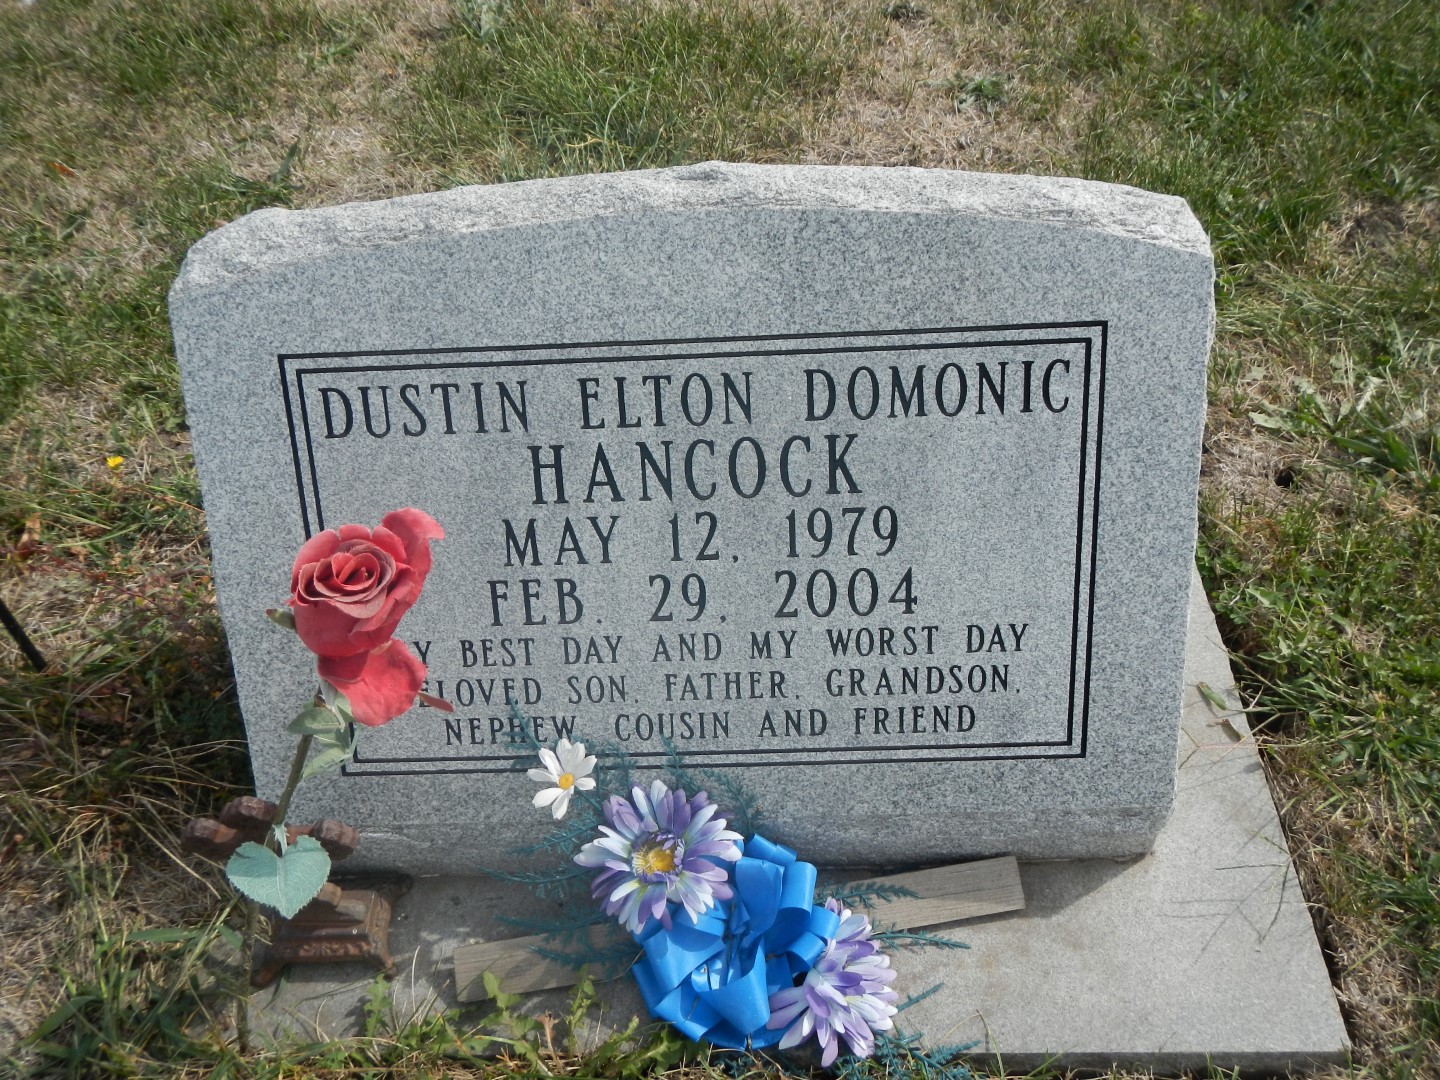 DUSTIN ELTON DOMONIC
HANCOCK
MAY 12, 1979
FEB. 29, 2004
BEST DAY AND MY WORST DAY
SON, FATHER, GRANDSON,
NEPHEW, COUSIN AND FRIEND